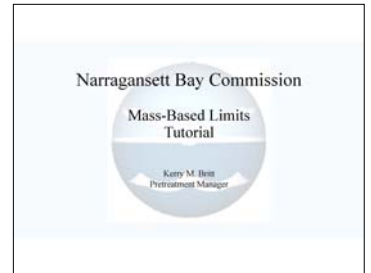 Narragansett Bay Commission
Mass-Based Limits
Tutorial
Kerry M. Britt
Pretreatment Manager